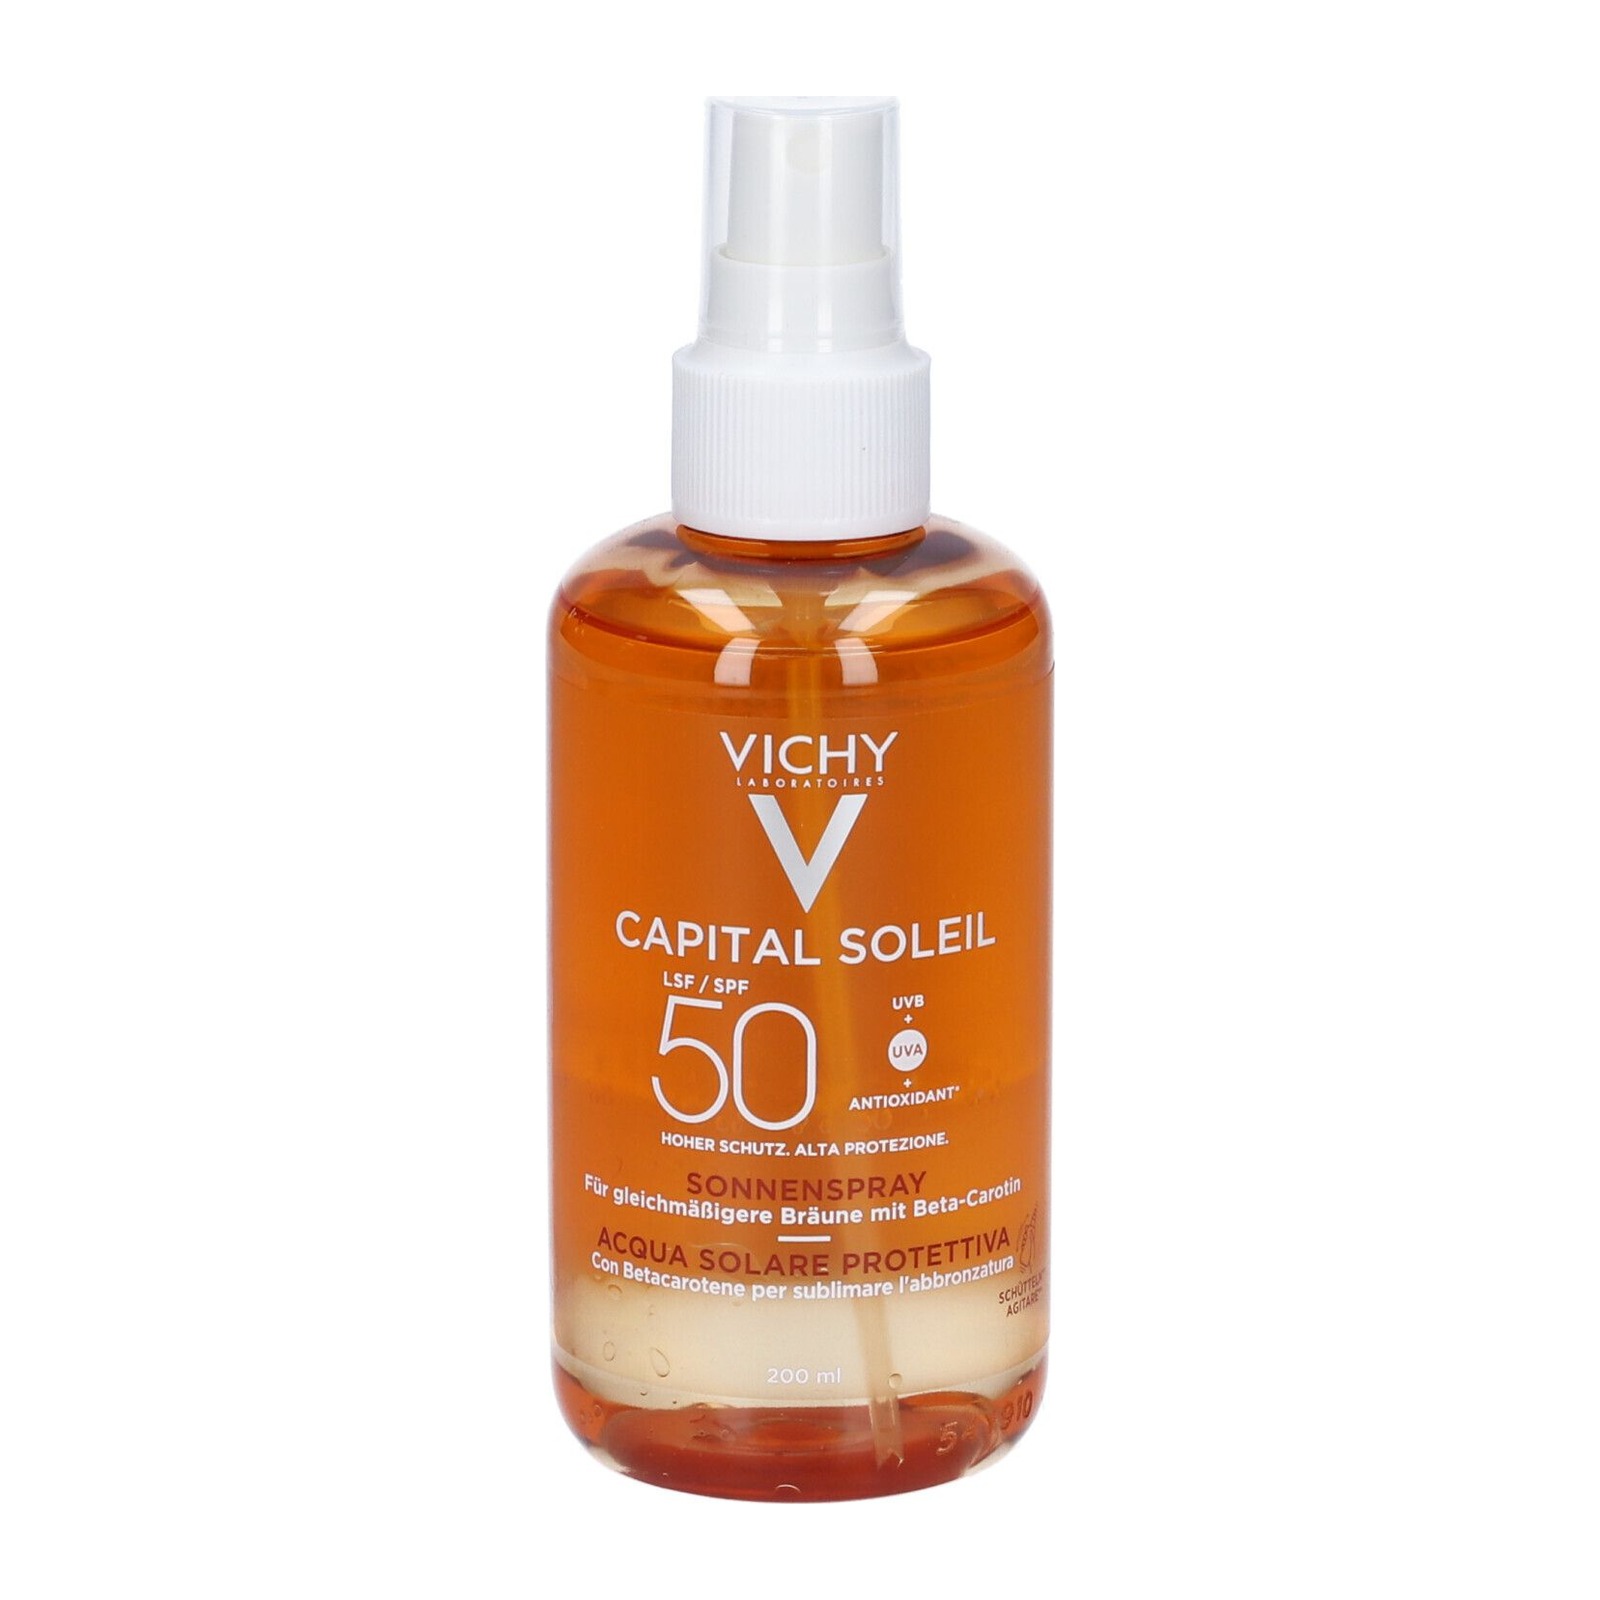 VICHY
LABORATOIRES
CAPITAL SOLEIL
LSF / SPF
50
UVB
+
UVA
+
ANTIOXIDANT*
HOHER SCHUTZ. ALTA PROTEZIONE.
SONNENSPRAY
Für gleichmäßigere Bräune mit Beta-Carotin
ACQUA SOLARE PROTETTIVA
Con Betacarotene per sublimare l'abbronzatura
AGITARE
200 ml